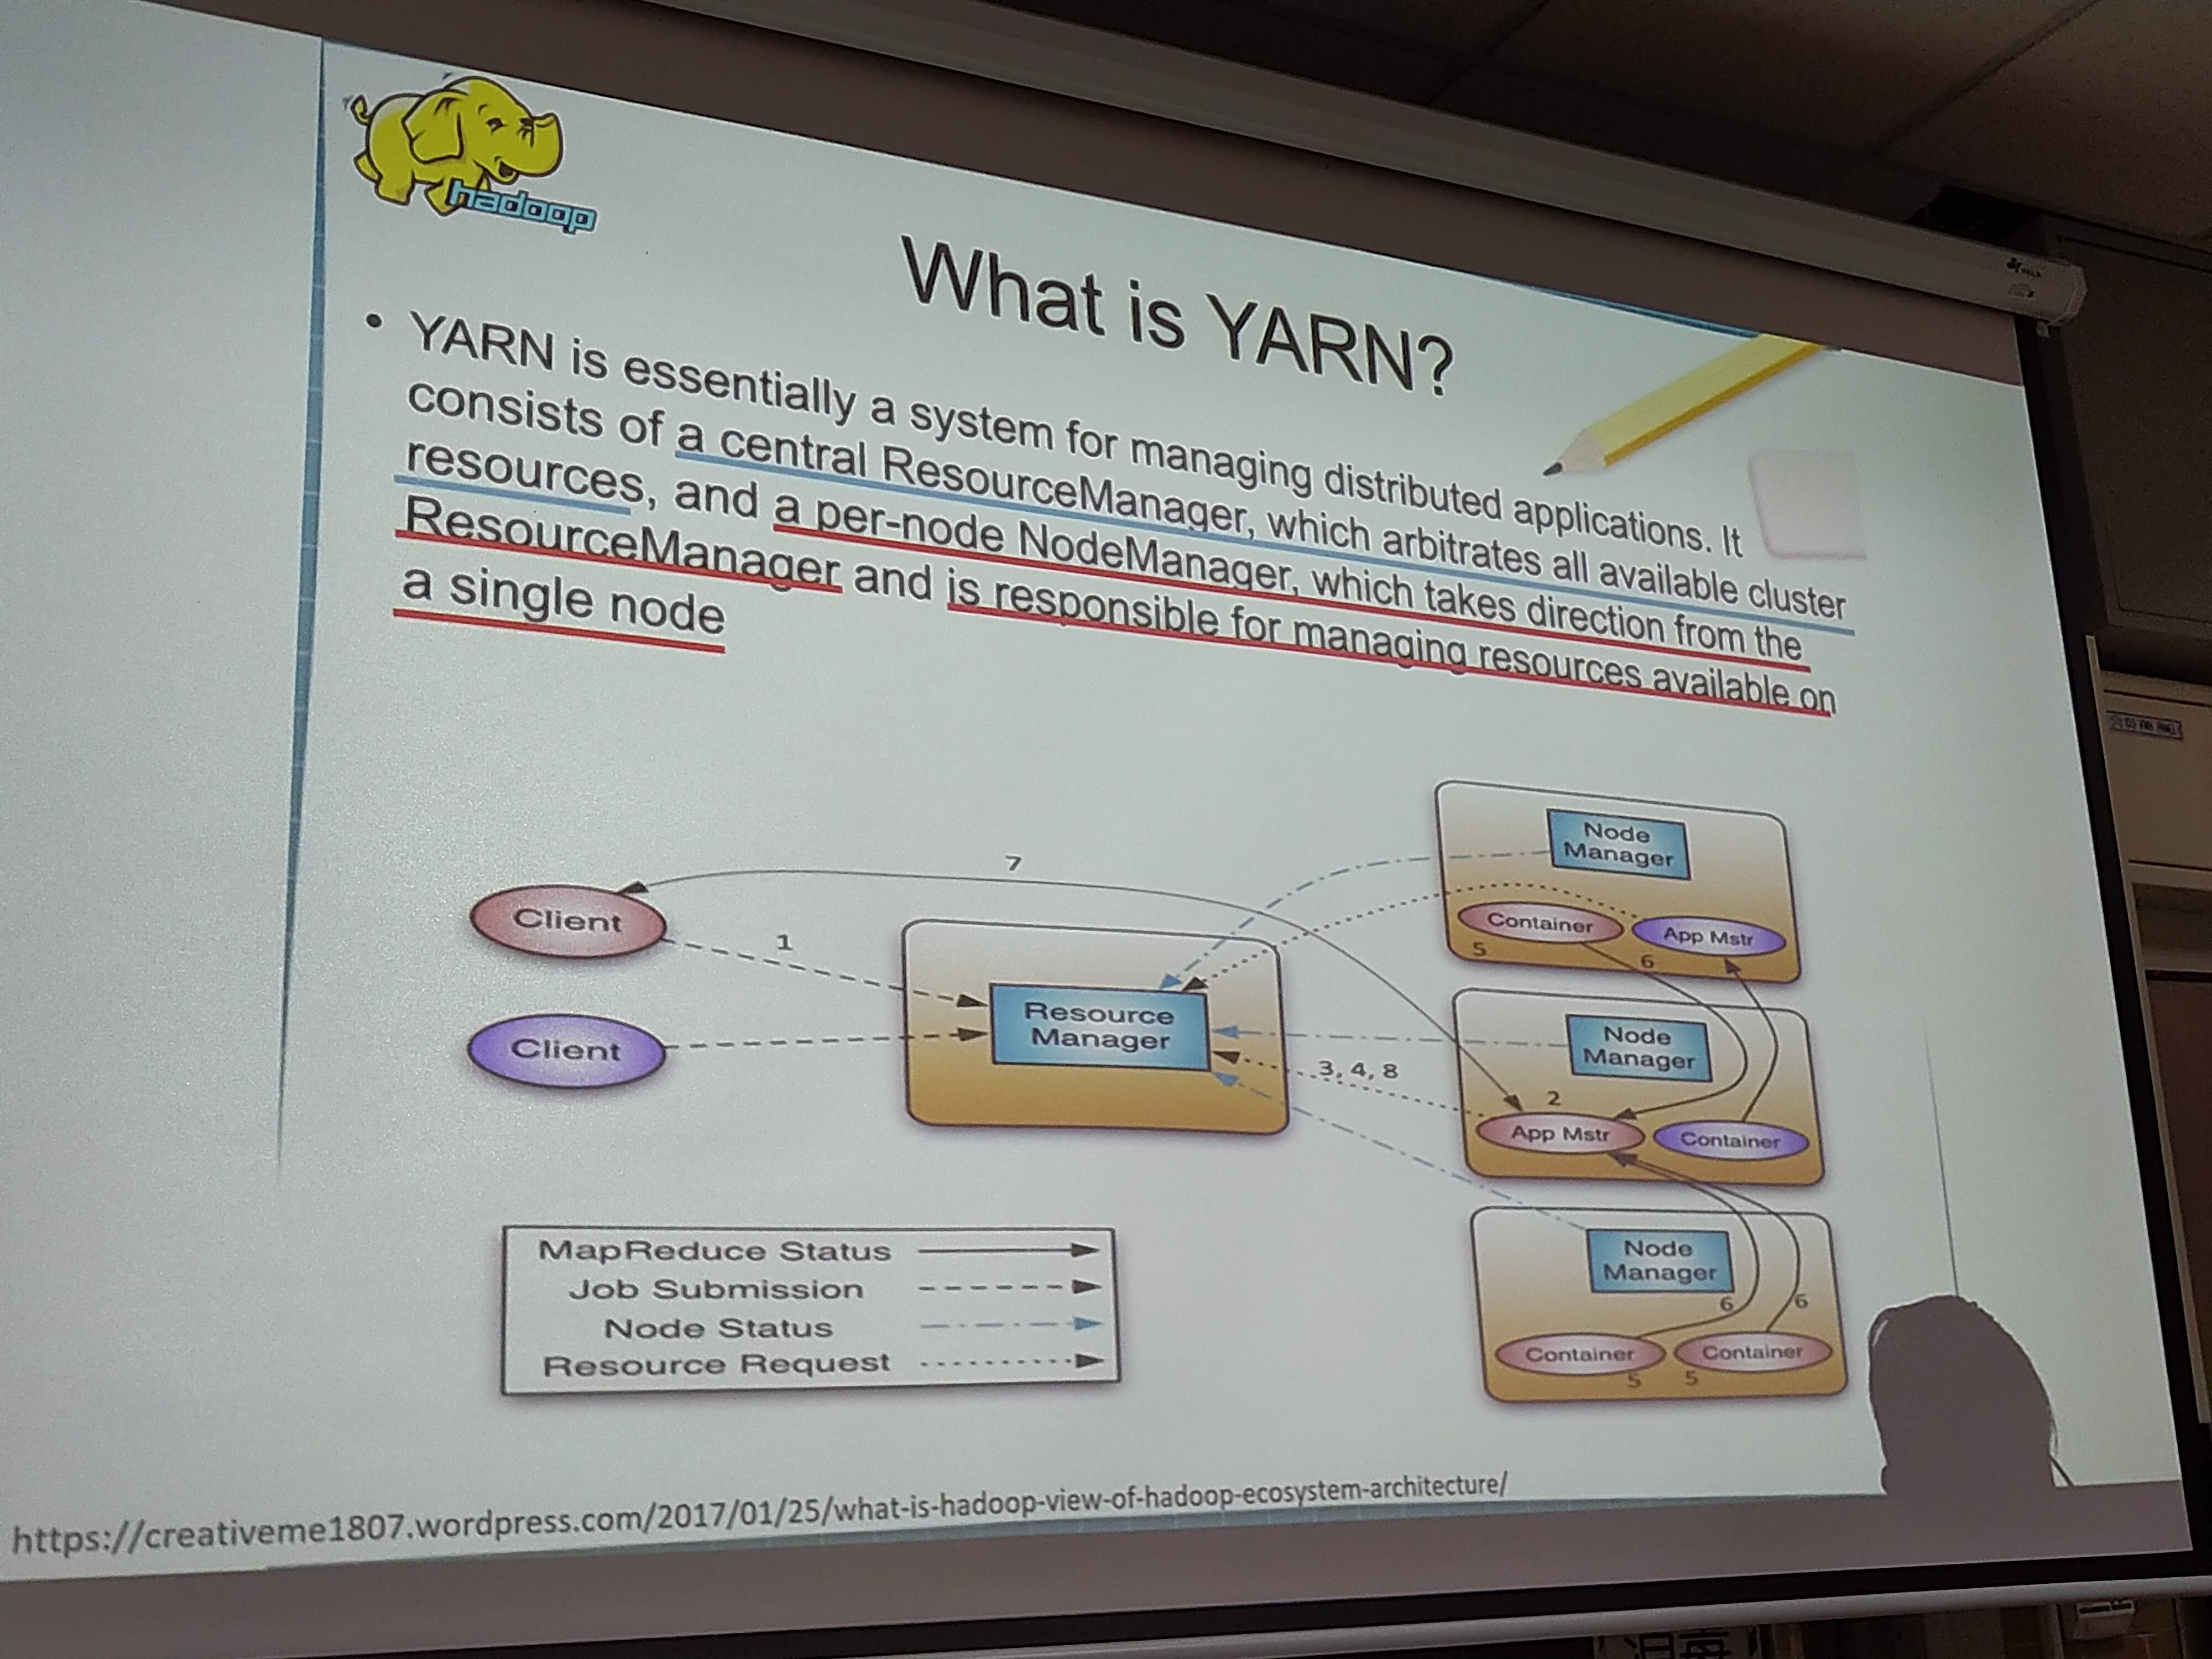 hadoop
What is YARN?
• YARN is essentially a system for managing distributed applications. It
consists of a central ResourceManager, which arbitrates all available cluster
resources, and a per-node NodeManager, which takes direction from the
ResourceManager and is responsible for managing resources available on
a single node
Node
Manager
7
Client
Container
App Mstr
1
5
6
Resource
Manager
Node
Manager
Client
3, 4, 8
2
App Mstr
Container
MapReduce Status
Job Submission
Node Status
Resource Request
Node
Manager
6
6
Container
Container
5
5
https://creativeme1807.wordpress.com/2017/01/25/what-is-hadoop-view-of-hadoop-ecosystem-architecture/